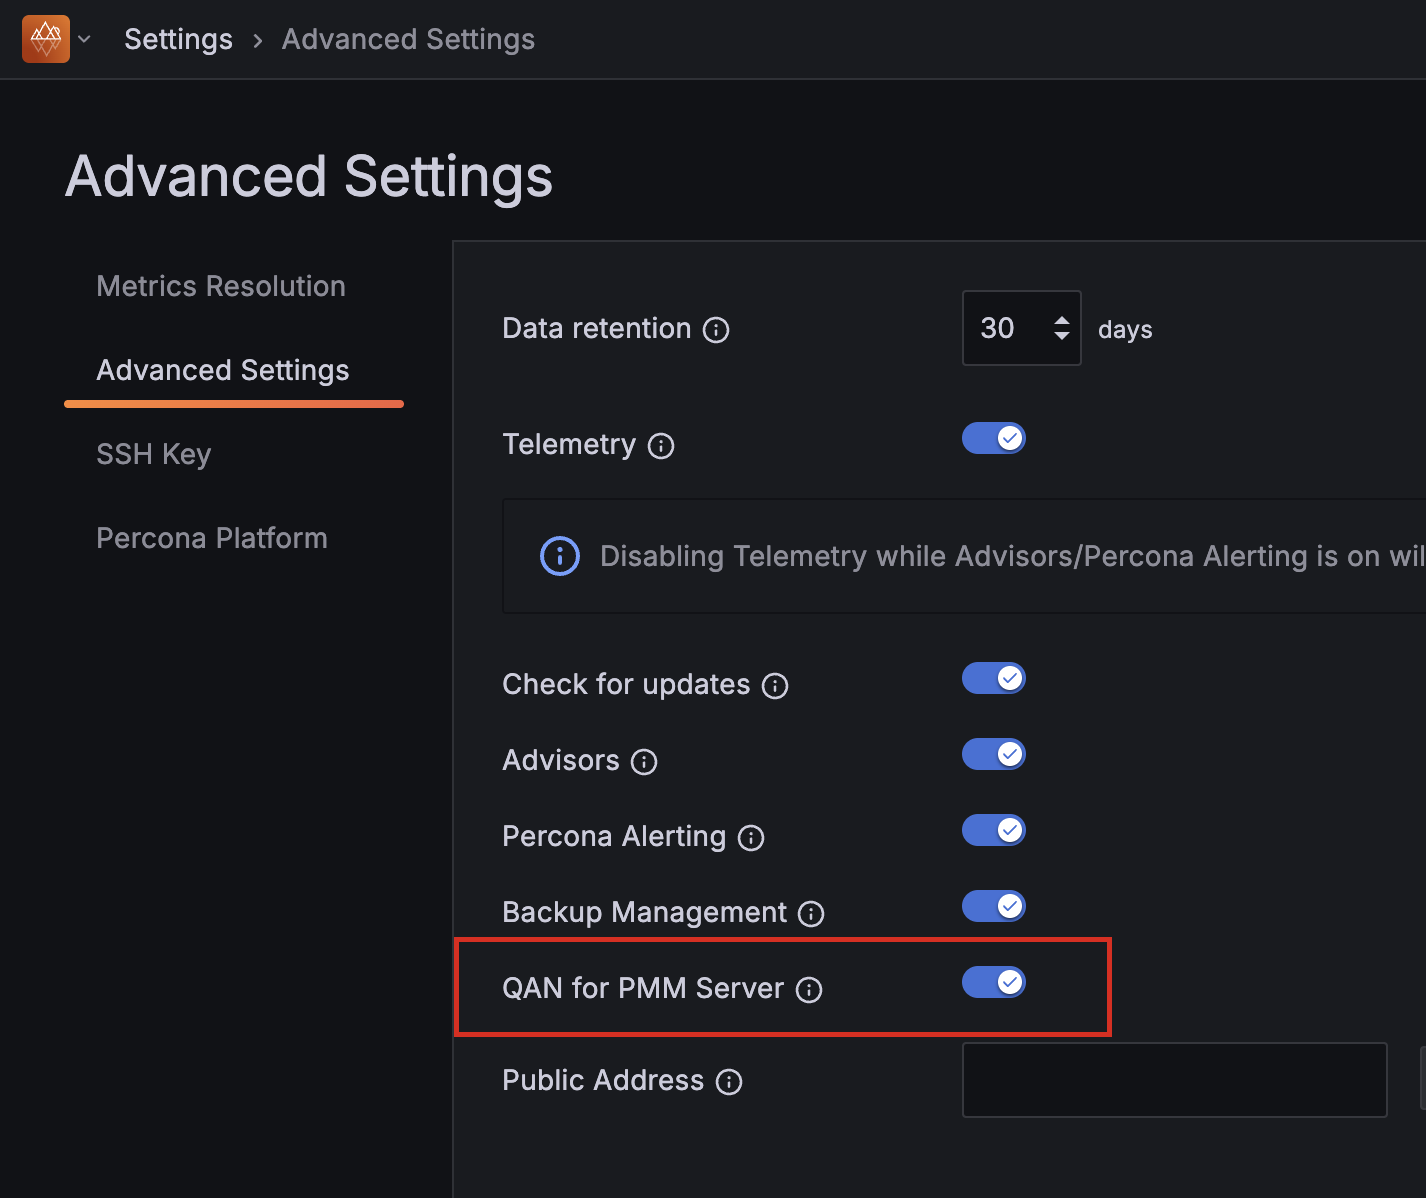 Settings > Advanced Settings
Advanced Settings
Metrics Resolution
Advanced Settings
SSH Key
Percona Platform
Data retention 30 days
Telemetry
Disabling Telemetry while Advisors/Percona Alerting is on wil
Check for updates
Advisors
Percona Alerting
Backup Management
QAN for PMM Server
Public Address